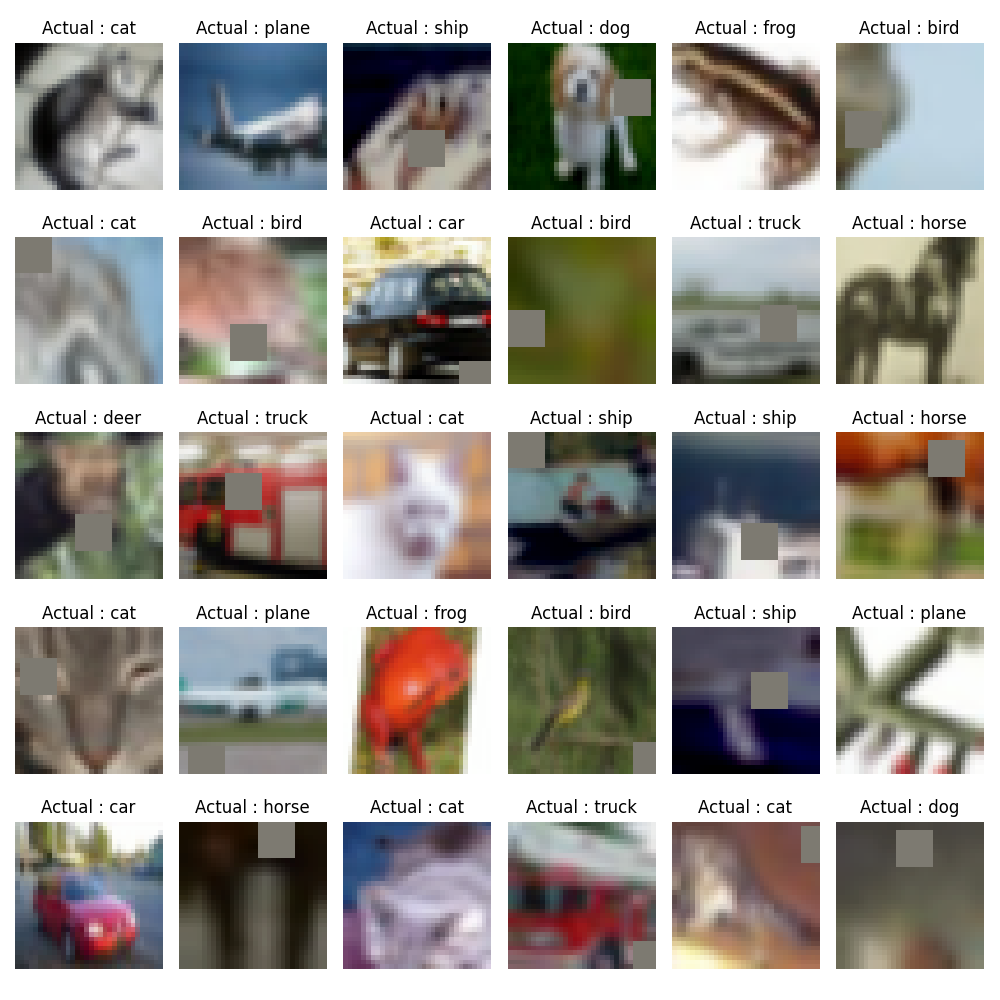 Actual : cat
Actual : plane
Actual : ship
Actual : dog
Actual : frog
Actual : bird
Actual : cat
Actual : bird
Actual : car
Actual : bird
Actual : truck
Actual : horse
Actual : deer
Actual : truck
Actual : cat
Actual : ship
Actual : ship
Actual : horse
Actual : cat
Actual : plane
Actual : frog
Actual : bird
Actual : ship
Actual : plane
Actual : car
Actual : horse
Actual : cat
Actual : truck
Actual : cat
Actual : dog